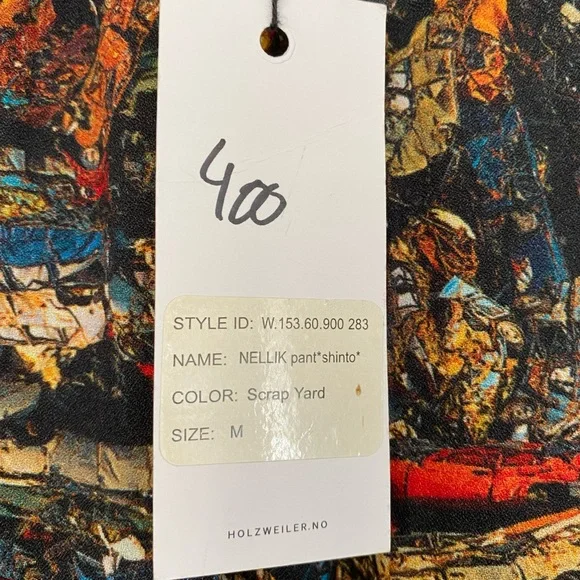 400
STYLE ID: W.153.60.900 283
NAME: NELLIK pant*shinto*
COLOR: Scrap Yard
SIZE: M
HOLZWEILER.NO